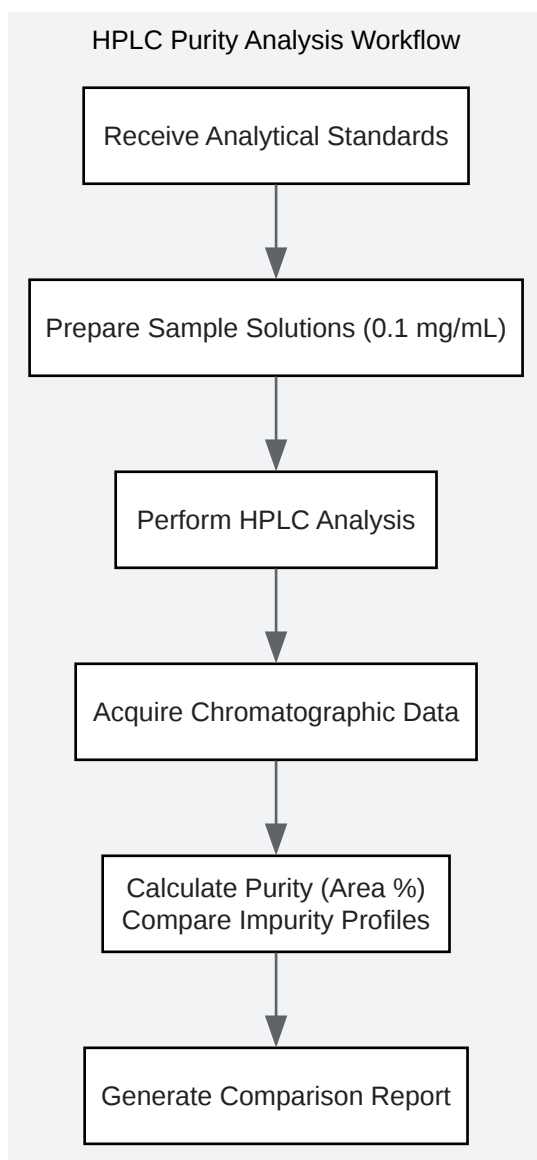 HPLC Purity Analysis Workflow
Receive Analytical Standards
Prepare Sample Solutions (0.1 mg/mL)
Perform HPLC Analysis
Acquire Chromatographic Data
Calculate Purity (Area %)
Compare Impurity Profiles
Generate Comparison Report